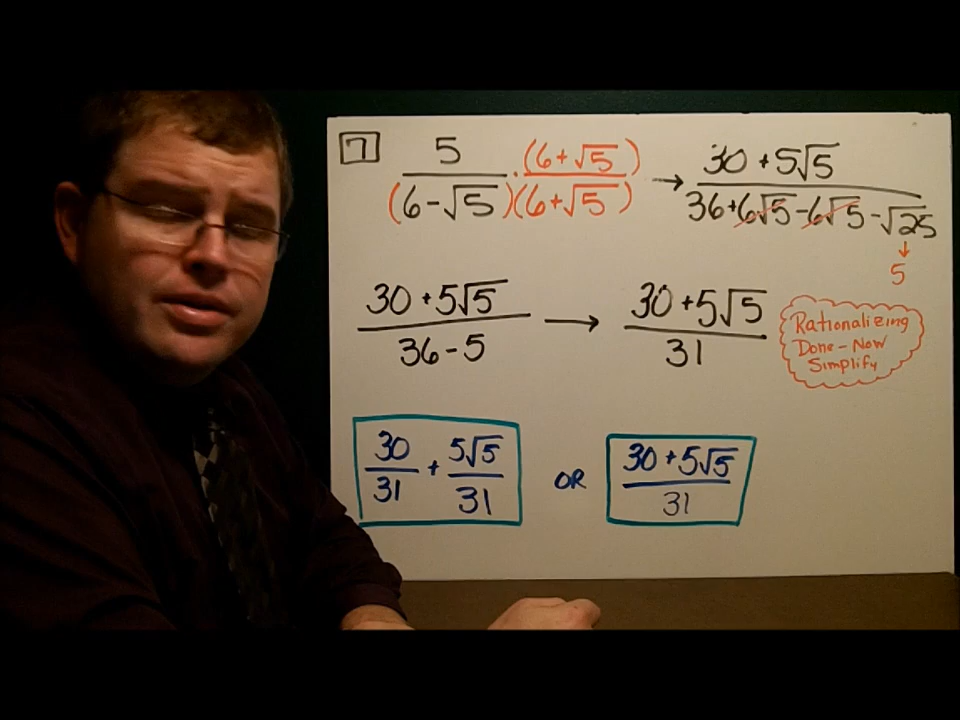 7
5/(6-√5) · (6+√5)/(6+√5) → (30+5√5)/(36+6√5-6√5-√25)
↓
5
(30+5√5)/(36-5) → (30+5√5)/31
Rationalizing
Done - Now
Simplify
30/31 + 5√5/31 OR (30+5√5)/31